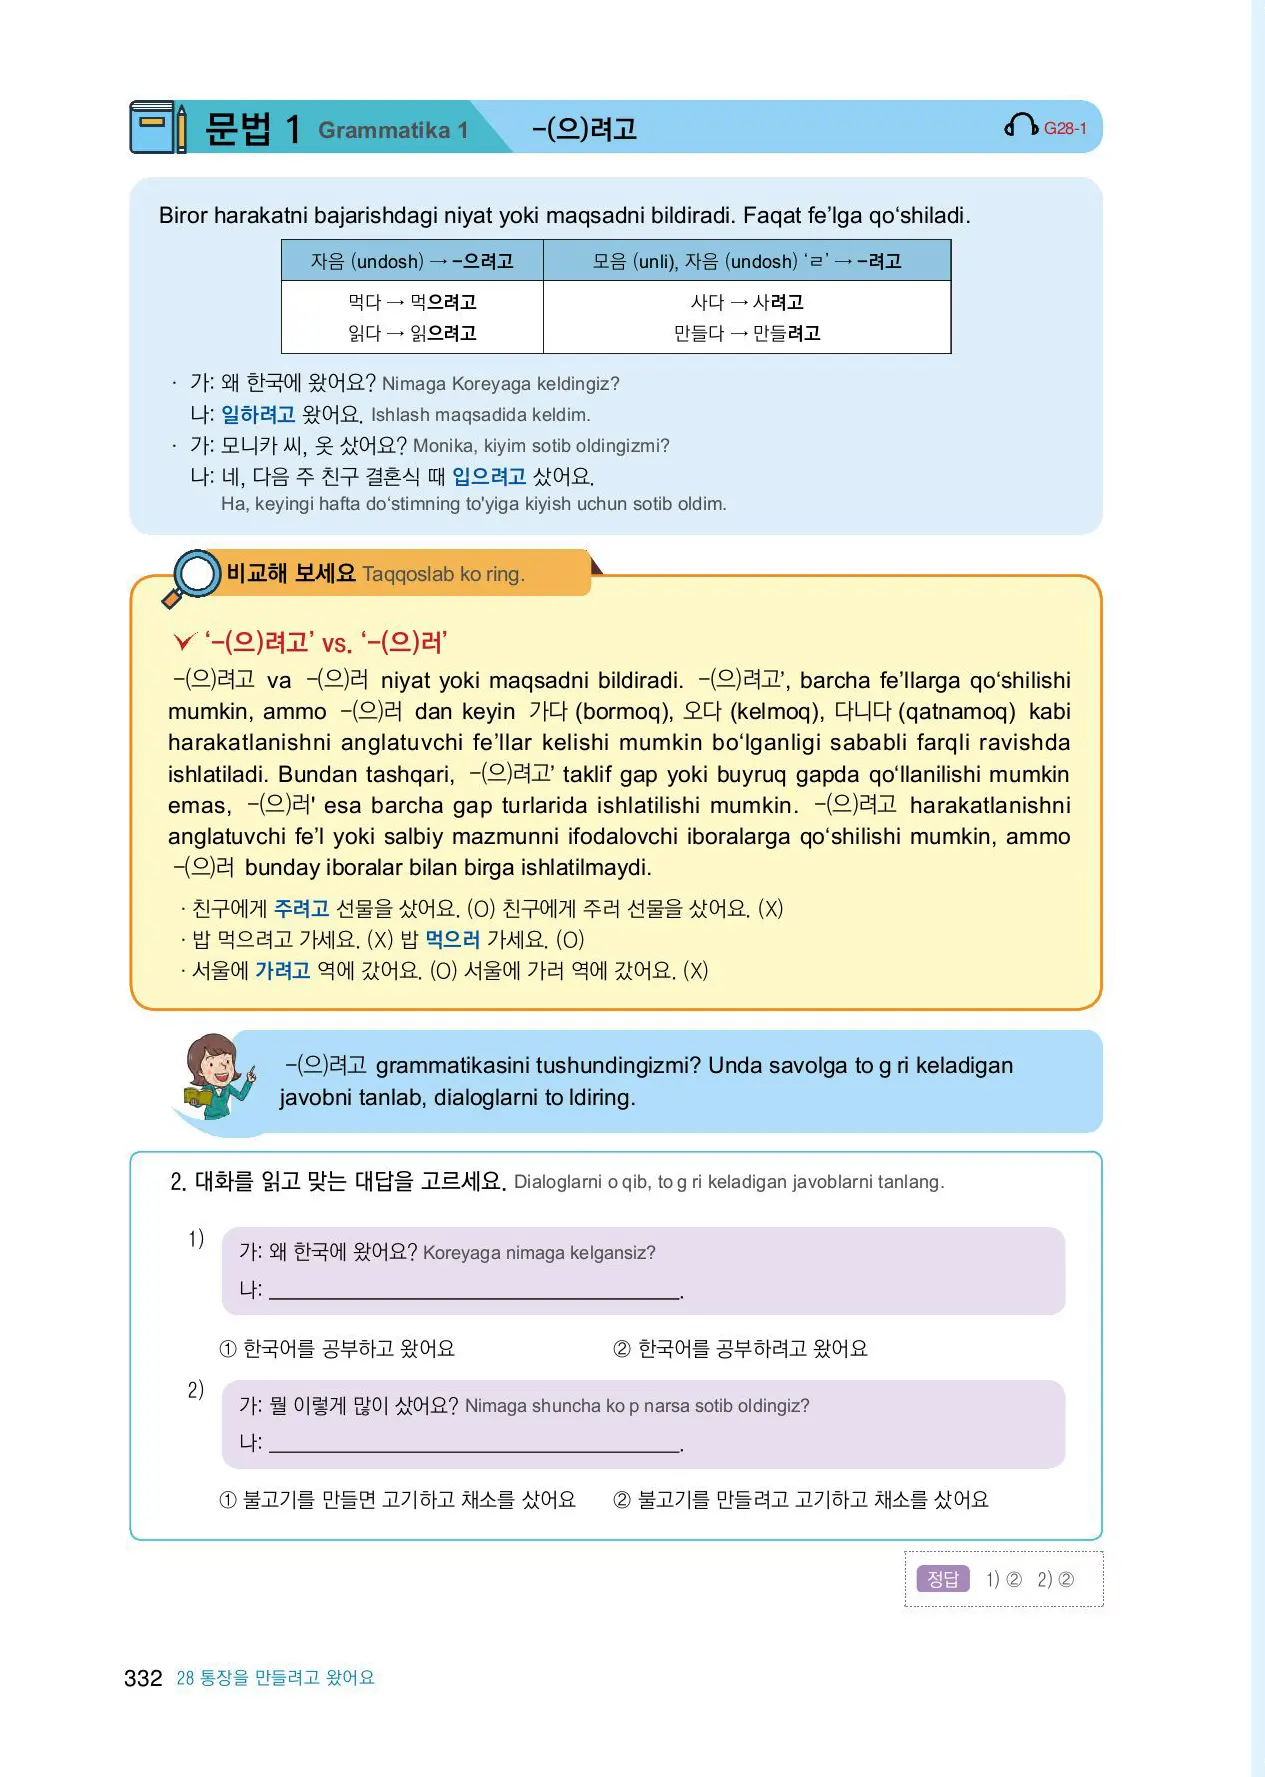 문법 1 Grammatika 1 -(으)려고 G28-1
Biror harakatni bajarishdagi niyat yoki maqsadni bildiradi. Faqat fe’lga qo‘shiladi.
자음 (undosh) → -으려고 모음 (unli), 자음 (undosh) ‘ㄹ’ → -려고
먹다 → 먹으려고 사다 → 사려고
읽다 → 읽으려고 만들다 → 만들려고
· 가: 왜 한국에 왔어요? Nimaga Koreyaga keldingiz?
나: 일하려고 왔어요. Ishlash maqsadida keldim.
· 가: 모니카 씨, 옷 샀어요? Monika, kiyim sotib oldingizmi?
나: 네, 다음 주 친구 결혼식 때 입으려고 샀어요.
Ha, keyingi hafta do‘stimning to'yiga kiyish uchun sotib oldim.
비교해 보세요 Taqqoslab ko ring.
‘-(으)려고’ vs. ‘-(으)러’
-(으)려고 va -(으)러 niyat yoki maqsadni bildiradi. -(으)려고’, barcha fe’llarga qo‘shilishi
mumkin, ammo -(으)러 dan keyin 가다 (bormoq), 오다 (kelmoq), 다니다 (qatnamoq) kabi
harakatlanishni anglatuvchi fe’llar kelishi mumkin bo‘lganligi sababli farqli ravishda
ishlatiladi. Bundan tashqari, -(으)려고’ taklif gap yoki buyruq gapda qo‘llanilishi mumkin
emas, -(으)러' esa barcha gap turlarida ishlatilishi mumkin. -(으)려고 harakatlanishni
anglatuvchi fe’l yoki salbiy mazmunni ifodalovchi iboralarga qo‘shilishi mumkin, ammo
-(으)러 bunday iboralar bilan birga ishlatilmaydi.
· 친구에게 주려고 선물을 샀어요. (O) 친구에게 주러 선물을 샀어요. (X)
· 밥 먹으려고 가세요. (X) 밥 먹으러 가세요. (O)
· 서울에 가려고 역에 갔어요. (O) 서울에 가러 역에 갔어요. (X)
-(으)려고 grammatikasini tushundingizmi? Unda savolga to g ri keladigan
javobni tanlab, dialoglarni to ldiring.
2. 대화를 읽고 맞는 대답을 고르세요. Dialoglarni o qib, to g ri keladigan javoblarni tanlang.
1)
가: 왜 한국에 왔어요? Koreyaga nimaga kelgansiz?
나: ______________________.
① 한국어를 공부하고 왔어요 ② 한국어를 공부하려고 왔어요
2)
가: 뭘 이렇게 많이 샀어요? Nimaga shuncha ko p narsa sotib oldingiz?
나: ______________________.
① 불고기를 만들면 고기하고 채소를 샀어요 ② 불고기를 만들려고 고기하고 채소를 샀어요
정답 1) ② 2) ②
332 28 통장을 만들려고 왔어요